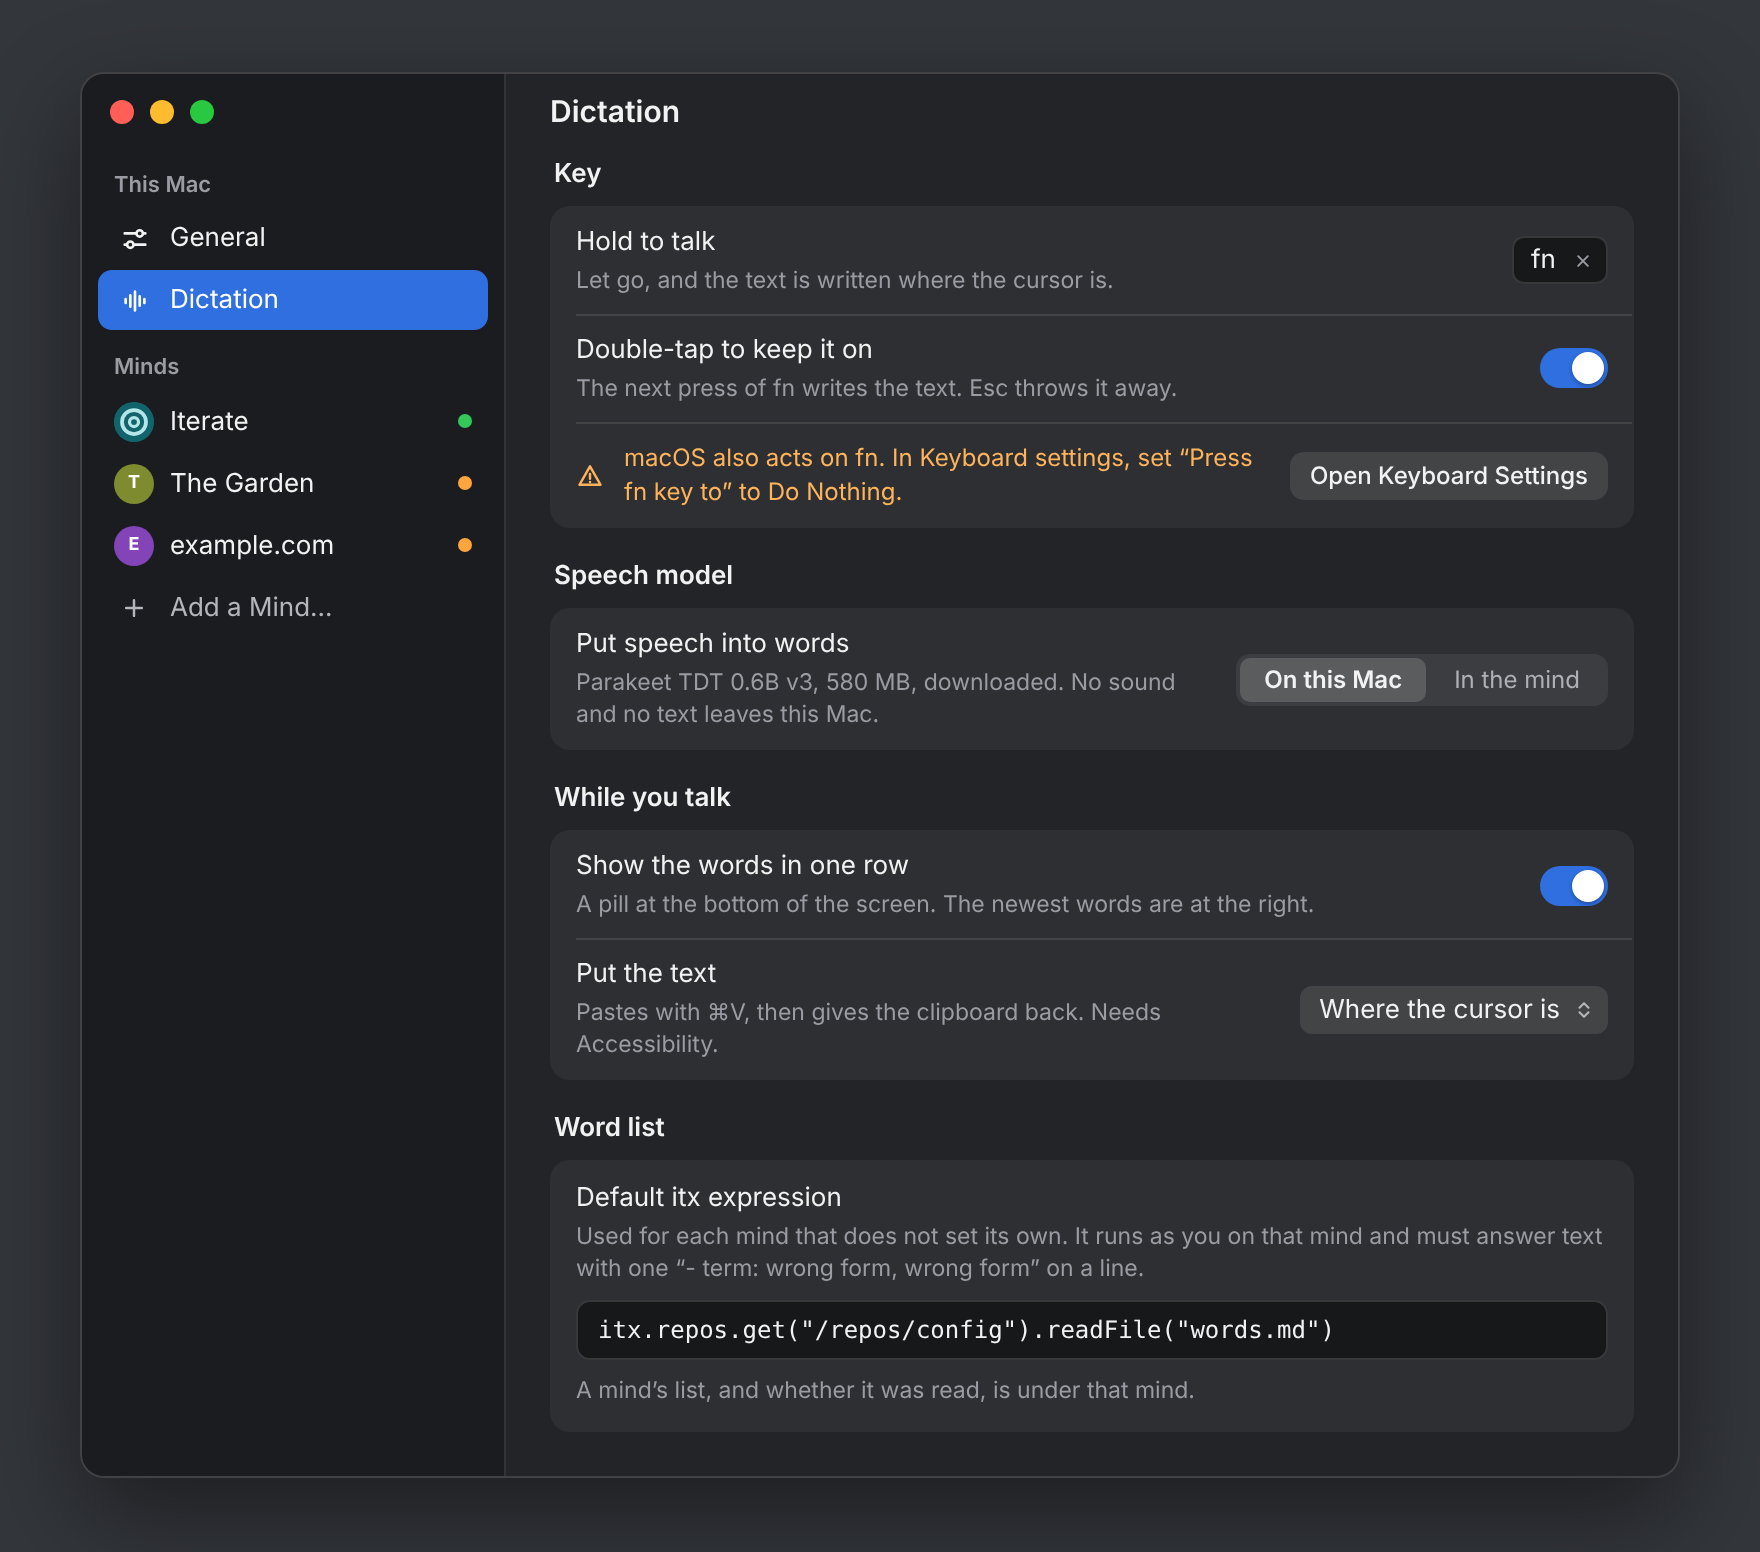 This Mac
General
Dictation
Minds
Iterate
T The Garden
E example.com
Add a Mind...
Dictation
Key
Hold to talk
Let go, and the text is written where the cursor is.
fn ×
Double-tap to keep it on
The next press of fn writes the text. Esc throws it away.
macOS also acts on fn. In Keyboard settings, set “Press
fn key to” to Do Nothing.
Open Keyboard Settings
Speech model
Put speech into words
Parakeet TDT 0.6B v3, 580 MB, downloaded. No sound
and no text leaves this Mac.
On this Mac In the mind
While you talk
Show the words in one row
A pill at the bottom of the screen. The newest words are at the right.
Put the text
Pastes with ⌘V, then gives the clipboard back. Needs
Accessibility.
Where the cursor is
Word list
Default itx expression
Used for each mind that does not set its own. It runs as you on that mind and must answer text
with one “- term: wrong form, wrong form” on a line.
itx.repos.get("/repos/config").readFile("words.md")
A mind’s list, and whether it was read, is under that mind.